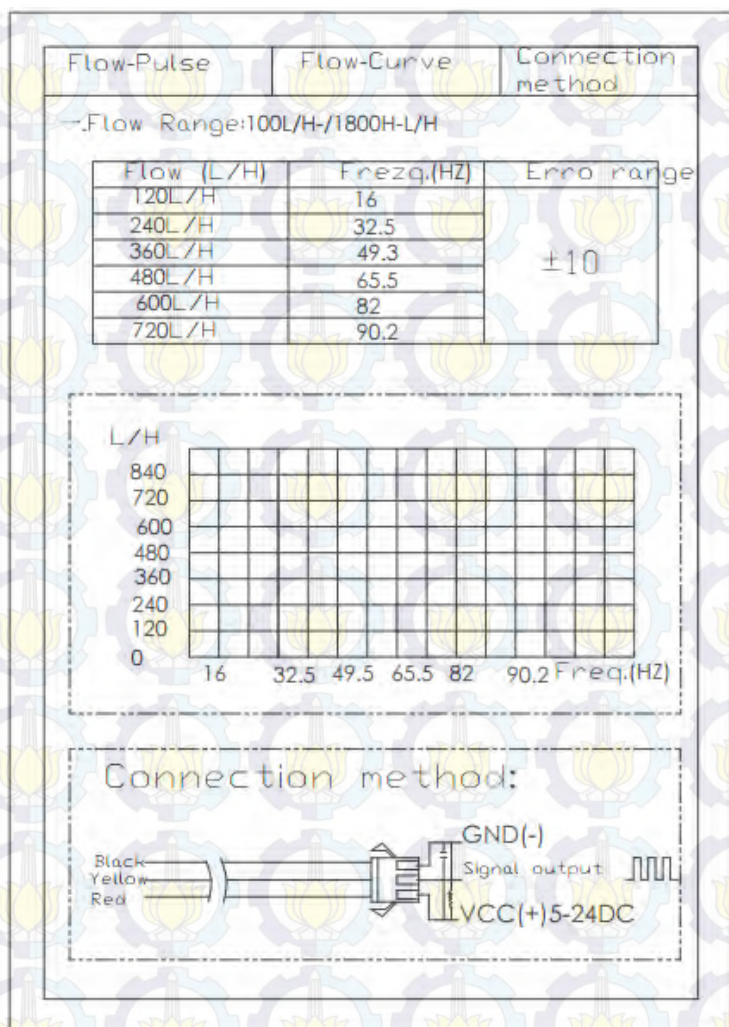 Flow-Pulse Flow-Curve Connection method
Flow Range:100L/H-/1800H-L/H
Flow (L/H) Frezq.(HZ) Erro range
120L/H 16
240L/H 32.5
360L/H 49.3
480L/H 65.5
600L/H 82
720L/H 90.2
±10
L/H
840
720
600
480
360
240
120
0
16 32.5 49.5 65.5 82 90.2 Freq.(HZ)
Connection method:
GND(-)
Black
Signal output
Yellow
Red
VCC(+)5-24DC